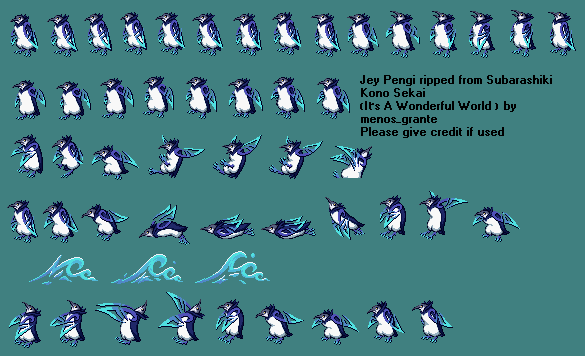 Jey Pengi ripped from Subarashiki
Kono Sekai
(It's A Wonderful World ) by
menos_grante
Please give credit if used